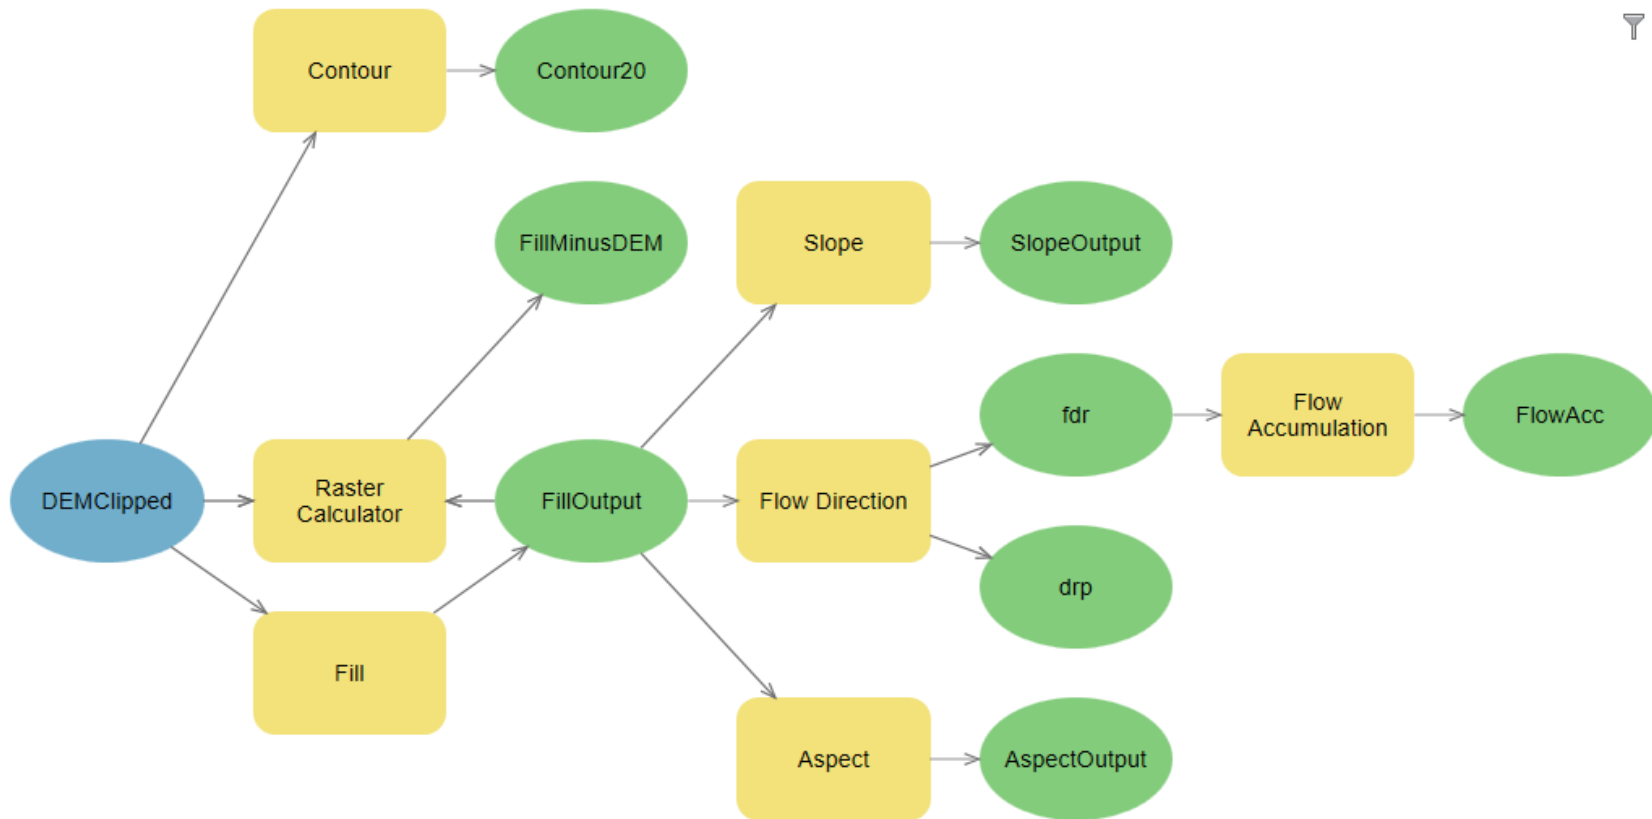 Contour
Contour20
FillMinusDEM
Slope
SlopeOutput
fdr
Flow
Accumulation
FlowAcc
DEMClipped
Raster
Calculator
FillOutput
Flow Direction
drp
Fill
Aspect
AspectOutput